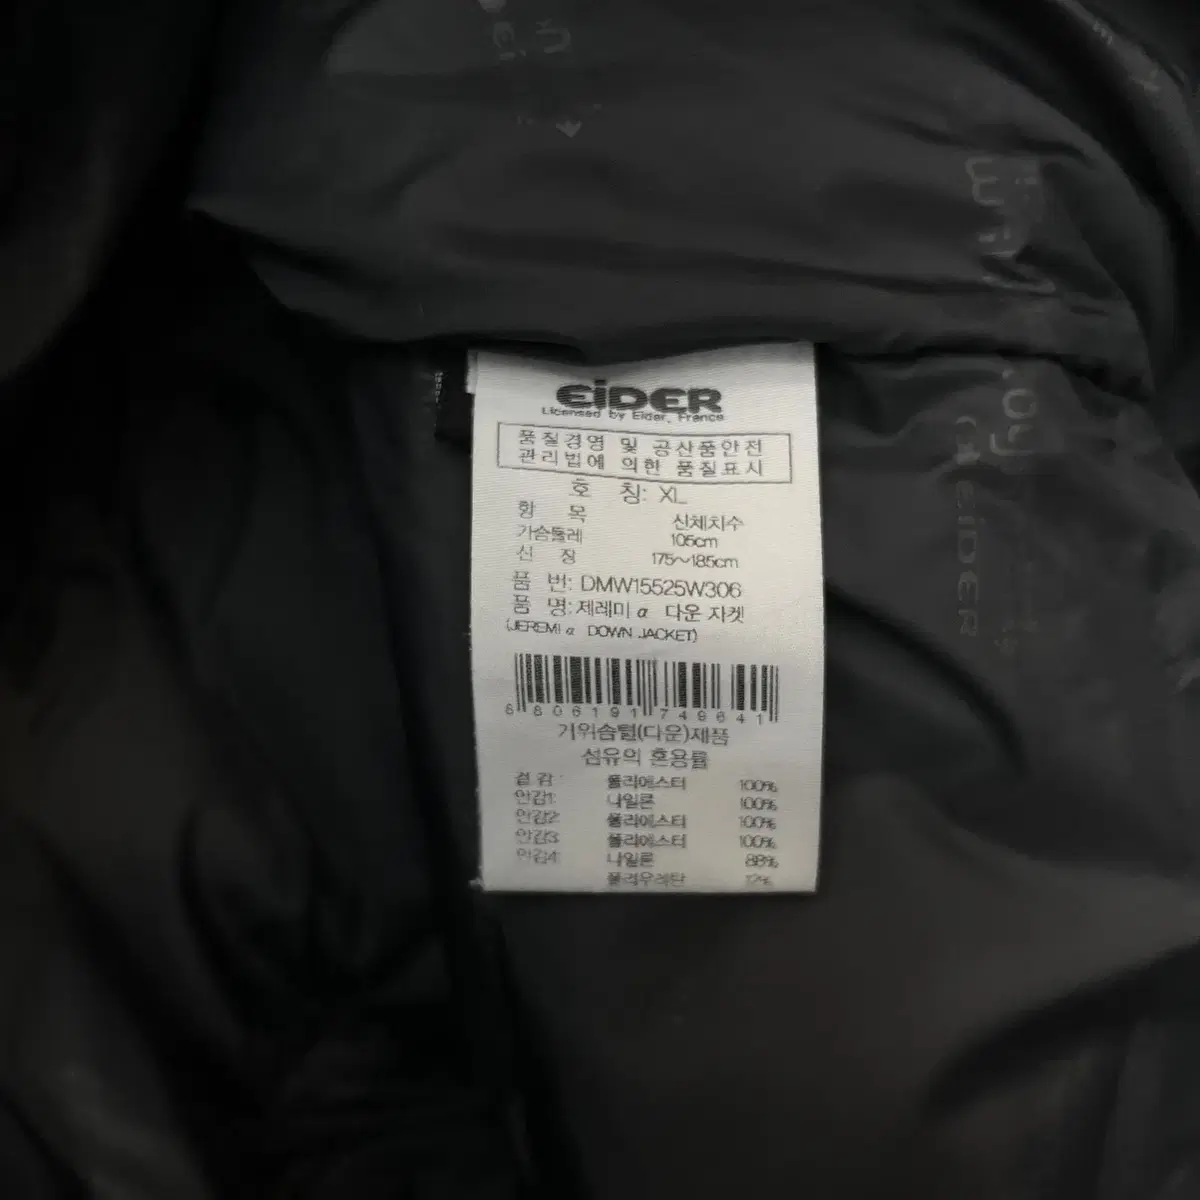 EiDER
Licensed by Eider, France
품질경영 및 공산품안전
관리법에 의한 품질표시
호 칭: XL
항 목 신체치수
가슴둘레 105cm
신 장 175~185cm
품 번: DMW15525W306
품 명: 제레미 α 다운 자켓
(JEREMI α DOWN JACKET)
8 806191 749641
거위솜털(다운)제품
섬유의 혼용률
겉감: 폴리에스터 100%
안감1: 나일론 100%
안감2: 폴리에스터 100%
안감3: 폴리에스터 100%
안감4: 나일론 88%
폴리우레탄 12%
eiDER